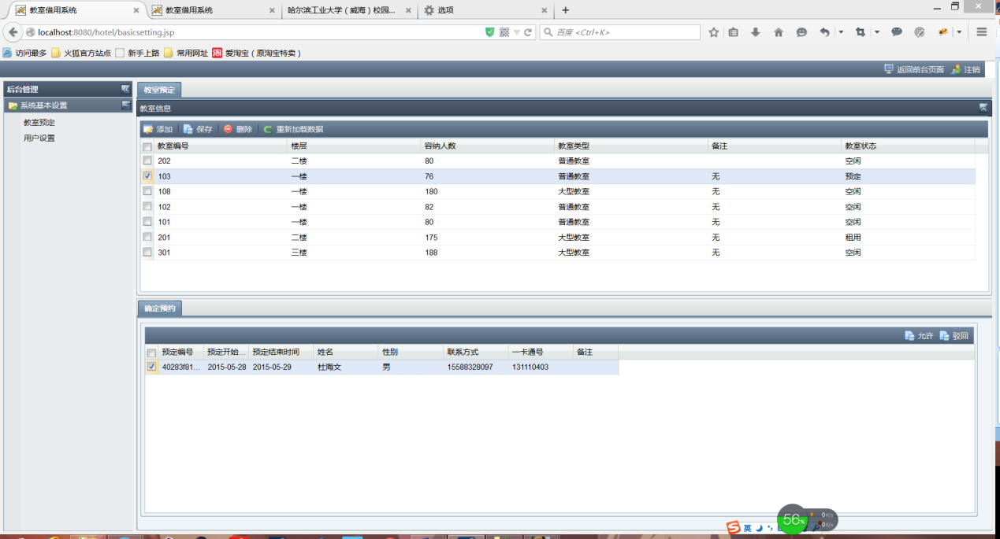 教室借用系统 教室借用系统 哈尔滨工业大学（威海）校园... 选项
localhost:8080/hotel/basicsetting.jsp 百度 <Ctrl+K>
访问最多 火狐官方站点 新手上路 常用网址 淘 爱淘宝（原淘宝特卖）
返回前台页面 注销
后台管理 教室预定
系统基本设置 教室信息
教室预定
用户设置
添加 保存 删除 重新加载数据
教室编号 楼层 容纳人数 教室类型 备注 教室状态
202 二楼 80 普通教室 空闲
103 一楼 76 普通教室 无 预定
108 一楼 180 大型教室 无 空闲
102 一楼 82 普通教室 无 空闲
101 一楼 80 普通教室 无 空闲
201 二楼 175 大型教室 无 租用
301 三楼 188 大型教室 无 空闲
确定预约
允许 驳回
预定编号 预定开始... 预定结束时间 姓名 性别 联系方式 一卡通号 备注
40283f81... 2015-05-28 2015-05-29 杜海文 男 15588328097 131110403
英 56% 0K/s
0K/s